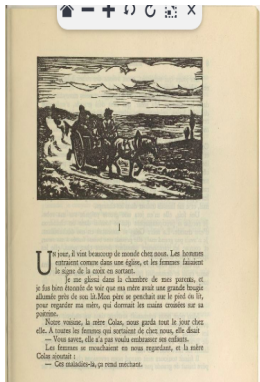 I
Un jour, il vint beaucoup de monde chez nous. Les hommes
entraient comme dans une église, et les femmes faisaient
le signe de la croix en sortant.
Je me glissai dans la chambre de mes parents, et
je fus bien étonnée de voir que ma mère avait une grande bougie
allumée près de son lit. Mon père se penchait sur le pied du lit,
pour regarder ma mère, qui dormait les mains croisées sur sa
poitrine.
Notre voisine, la mère Colas, nous garda tout le jour chez
elle. A toutes les femmes qui sortaient de chez nous, elle disait
— Vous savez, elle n'a pas voulu embrasser ses enfants.
Les femmes se mouchaient en nous regardant, et la mère
Colas ajoutait :
— Ces maladies-là, ça rend méchant.